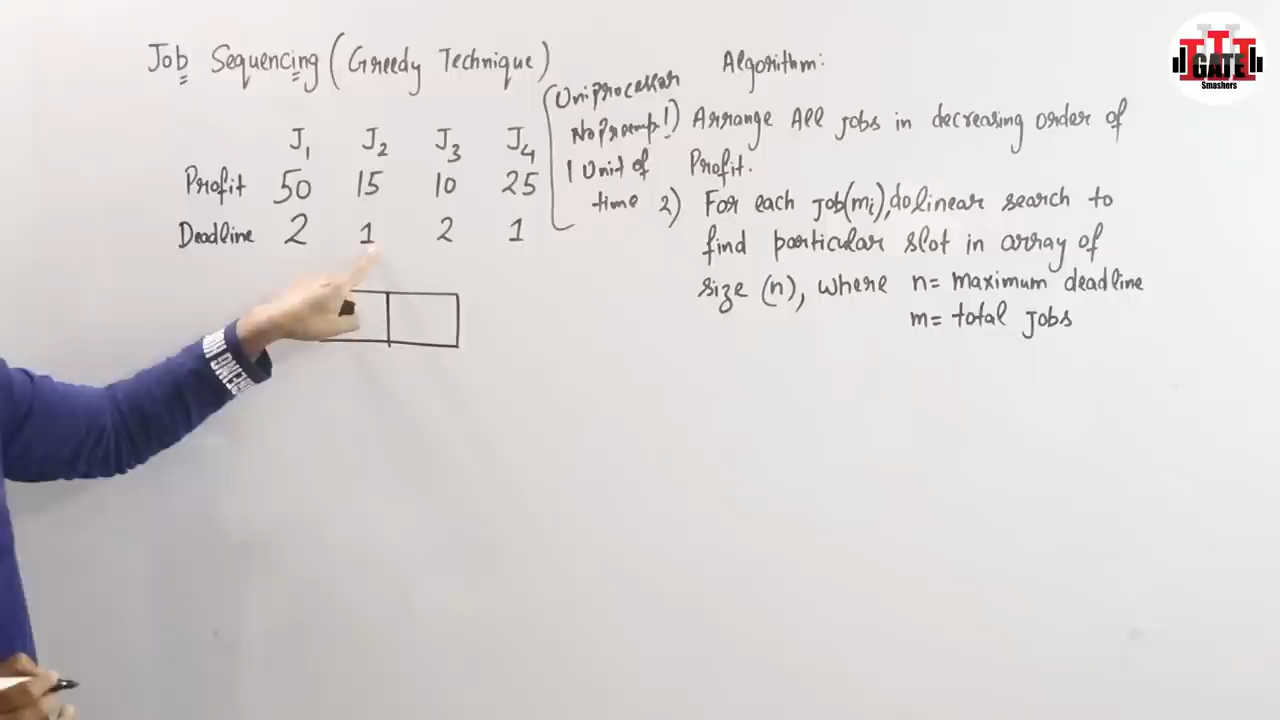 Job Sequencing (Greedy Technique)
J1 J2 J3 J4
Profit 50 15 10 25
Deadline 2 1 2 1
Uniprocessor
No Preemp!
1 Unit of
time
Algorithm:
1) Arrange All jobs in decreasing order of
Profit.
2) For each job(mi), do linear search to
find particular slot in array of
size (n), where n= maximum deadline
m= total jobs
GATE
Smashers